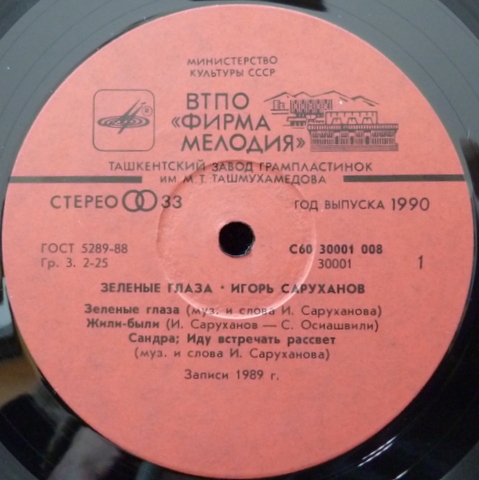 МИНИСТЕРСТВО
КУЛЬТУРЫ СССР
ВТПО
«ФИРМА
МЕЛОДИЯ»
ТАШКЕНТСКИЙ ЗАВОД ГРАМПЛАСТИНОК
ИМ М. Т. ТАШМУХАМЕДОВА
СТЕРЕО 33
ГОД ВЫПУСКА 1990
ГОСТ 5289-88
Гр. 3. 2-25
С60 30001 008
30001
1
ЗЕЛЕНЫЕ ГЛАЗА · ИГОРЬ САРУХАНОВ
Зеленые глаза (муз. и слова И. Саруханова)
Жили-были (И. Саруханов — С. Осиашвили)
Сандра; Иду встречать рассвет
(муз. и слова И. Саруханова)
Записи 1989 г.